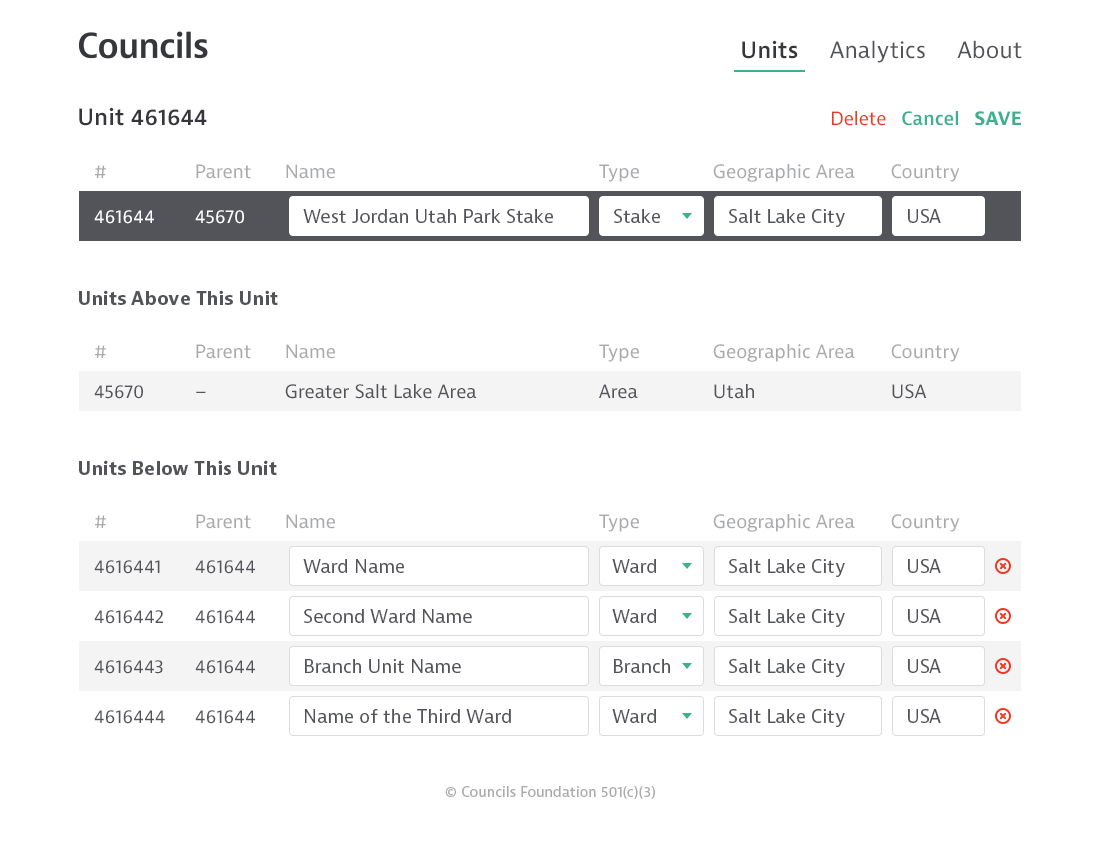 Councils
Units Analytics About
Unit 461644
Delete Cancel SAVE
# Parent Name Type Geographic Area Country
461644 45670 West Jordan Utah Park Stake Stake Salt Lake City USA
Units Above This Unit
# Parent Name Type Geographic Area Country
45670 – Greater Salt Lake Area Area Utah USA
Units Below This Unit
# Parent Name Type Geographic Area Country
4616441 461644 Ward Name Ward Salt Lake City USA
4616442 461644 Second Ward Name Ward Salt Lake City USA
4616443 461644 Branch Unit Name Branch Salt Lake City USA
4616444 461644 Name of the Third Ward Ward Salt Lake City USA
© Councils Foundation 501(c)(3)